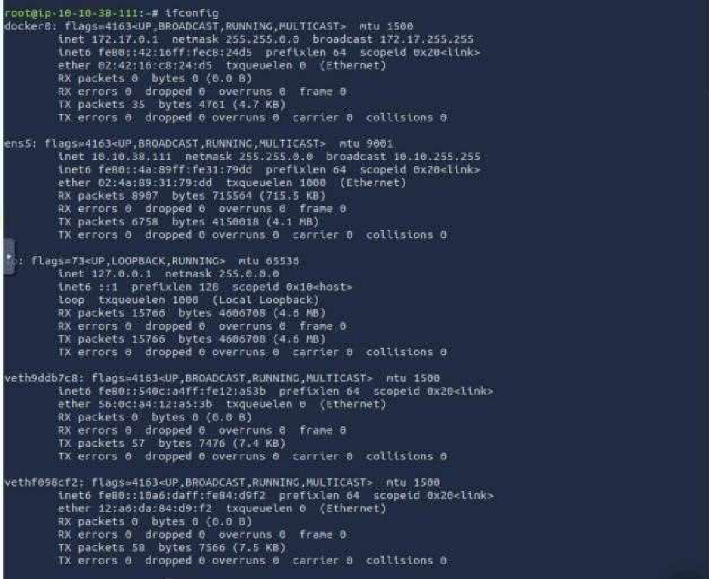 root@ip-10-10-38-111:~# ifconfig
docker0: flags=4163<UP,BROADCAST,RUNNING,MULTICAST>  mtu 1500
        inet 172.17.0.1  netmask 255.255.0.0  broadcast 172.17.255.255
        inet6 fe80::42:16ff:fec8:24d5  prefixlen 64  scopeid 0x20<link>
        ether 02:42:16:c8:24:d5  txqueuelen 0  (Ethernet)
        RX packets 0  bytes 0 (0.0 B)
        RX errors 0  dropped 0  overruns 0  frame 0
        TX packets 35  bytes 4761 (4.7 KB)
        TX errors 0  dropped 0 overruns 0  carrier 0  collisions 0
ens5: flags=4163<UP,BROADCAST,RUNNING,MULTICAST>  mtu 9001
        inet 10.10.38.111  netmask 255.255.0.0  broadcast 10.10.255.255
        inet6 fe80::4a:89ff:fe31:79dd  prefixlen 64  scopeid 0x20<link>
        ether 02:4a:89:31:79:dd  txqueuelen 1000  (Ethernet)
        RX packets 8907  bytes 715564 (715.5 KB)
        RX errors 0  dropped 0  overruns 0  frame 0
        TX packets 6758  bytes 4150018 (4.1 MB)
        TX errors 0  dropped 0 overruns 0  carrier 0  collisions 0
o: flags=73<UP,LOOPBACK,RUNNING>  mtu 65536
        inet 127.0.0.1  netmask 255.0.0.0
        inet6 ::1  prefixlen 128  scopeid 0x10<host>
        loop  txqueuelen 1000  (Local Loopback)
        RX packets 15766  bytes 4606708 (4.6 MB)
        RX errors 0  dropped 0  overruns 0  frame 0
        TX packets 15766  bytes 4606708 (4.6 MB)
        TX errors 0  dropped 0 overruns 0  carrier 0  collisions 0
veth9ddb7c8: flags=4163<UP,BROADCAST,RUNNING,MULTICAST>  mtu 1500
        inet6 fe80::540c:a4ff:fe12:a53b  prefixlen 64  scopeid 0x20<link>
        ether 56:0c:a4:12:a5:3b  txqueuelen 0  (Ethernet)
        RX packets 0  bytes 0 (0.0 B)
        RX errors 0  dropped 0  overruns 0  frame 0
        TX packets 57  bytes 7476 (7.4 KB)
        TX errors 0  dropped 0 overruns 0  carrier 0  collisions 0
vethf098cf2: flags=4163<UP,BROADCAST,RUNNING,MULTICAST>  mtu 1500
        inet6 fe80::10a6:daff:fe84:d9f2  prefixlen 64  scopeid 0x20<link>
        ether 12:a6:da:84:d9:f2  txqueuelen 0  (Ethernet)
        RX packets 0  bytes 0 (0.0 B)
        RX errors 0  dropped 0  overruns 0  frame 0
        TX packets 58  bytes 7566 (7.5 KB)
        TX errors 0  dropped 0 overruns 0  carrier 0  collisions 0